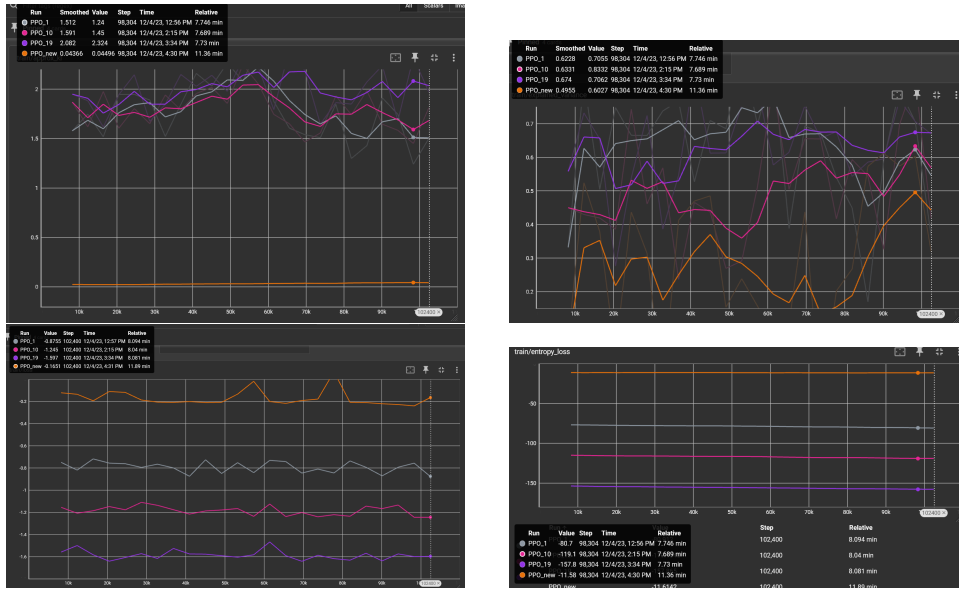 All Scalars Ima
Run Smoothed Value Step Time Relative
PPO_1 1.512 1.24 98,304 12/4/23, 12:56 PM 7.746 min
PPO_10 1.591 1.45 98,304 12/4/23, 2:15 PM 7.689 min
PPO_19 2.082 2.324 98,304 12/4/23, 3:34 PM 7.73 min
PPO_new 0.04366 0.04496 98,304 12/4/23, 4:30 PM 11.36 min
2
1.5
1
0.5
0
10k 20k 30k 40k 50k 60k 70k 80k 90k 102400
Run Smoothed Value Step Time Relative
PPO_1 0.6228 0.7055 98,304 12/4/23, 12:56 PM 7.746 min
PPO_10 0.6331 0.8332 98,304 12/4/23, 2:15 PM 7.689 min
PPO_19 0.674 0.7062 98,304 12/4/23, 3:34 PM 7.73 min
PPO_new 0.4955 0.6027 98,304 12/4/23, 4:30 PM 11.36 min
0.7
0.6
0.5
0.4
0.3
0.2
10k 20k 30k 40k 50k 60k 70k 80k 90k 102400
Run Value Step Time Relative
PPO_1 -0.8755 102,400 12/4/23, 12:57 PM 8.094 min
PPO_10 -1.245 102,400 12/4/23, 2:15 PM 8.04 min
PPO_19 -1.597 102,400 12/4/23, 3:34 PM 8.081 min
PPO_new -0.1651 102,400 12/4/23, 4:31 PM 11.89 min
-0.2
-0.4
-0.6
-0.8
-1
-1.2
-1.4
-1.6
10k 20k 30k 40k 50k 60k 70k 80k 90k 102400
train/entropy_loss
-50
-100
-150
10k 20k 30k 40k 50k 60k 70k 80k 90k 102400
Run Value Step Time Relative
PPO_1 -80.7 98,304 12/4/23, 12:56 PM 7.746 min
PPO_10 -119.1 98,304 12/4/23, 2:15 PM 7.689 min
PPO_19 -157.8 98,304 12/4/23, 3:34 PM 7.73 min
PPO_new -11.58 98,304 12/4/23, 4:30 PM 11.36 min
Step Relative
102,400 8.094 min
102,400 8.04 min
102,400 8.081 min
102,400 11.89 min